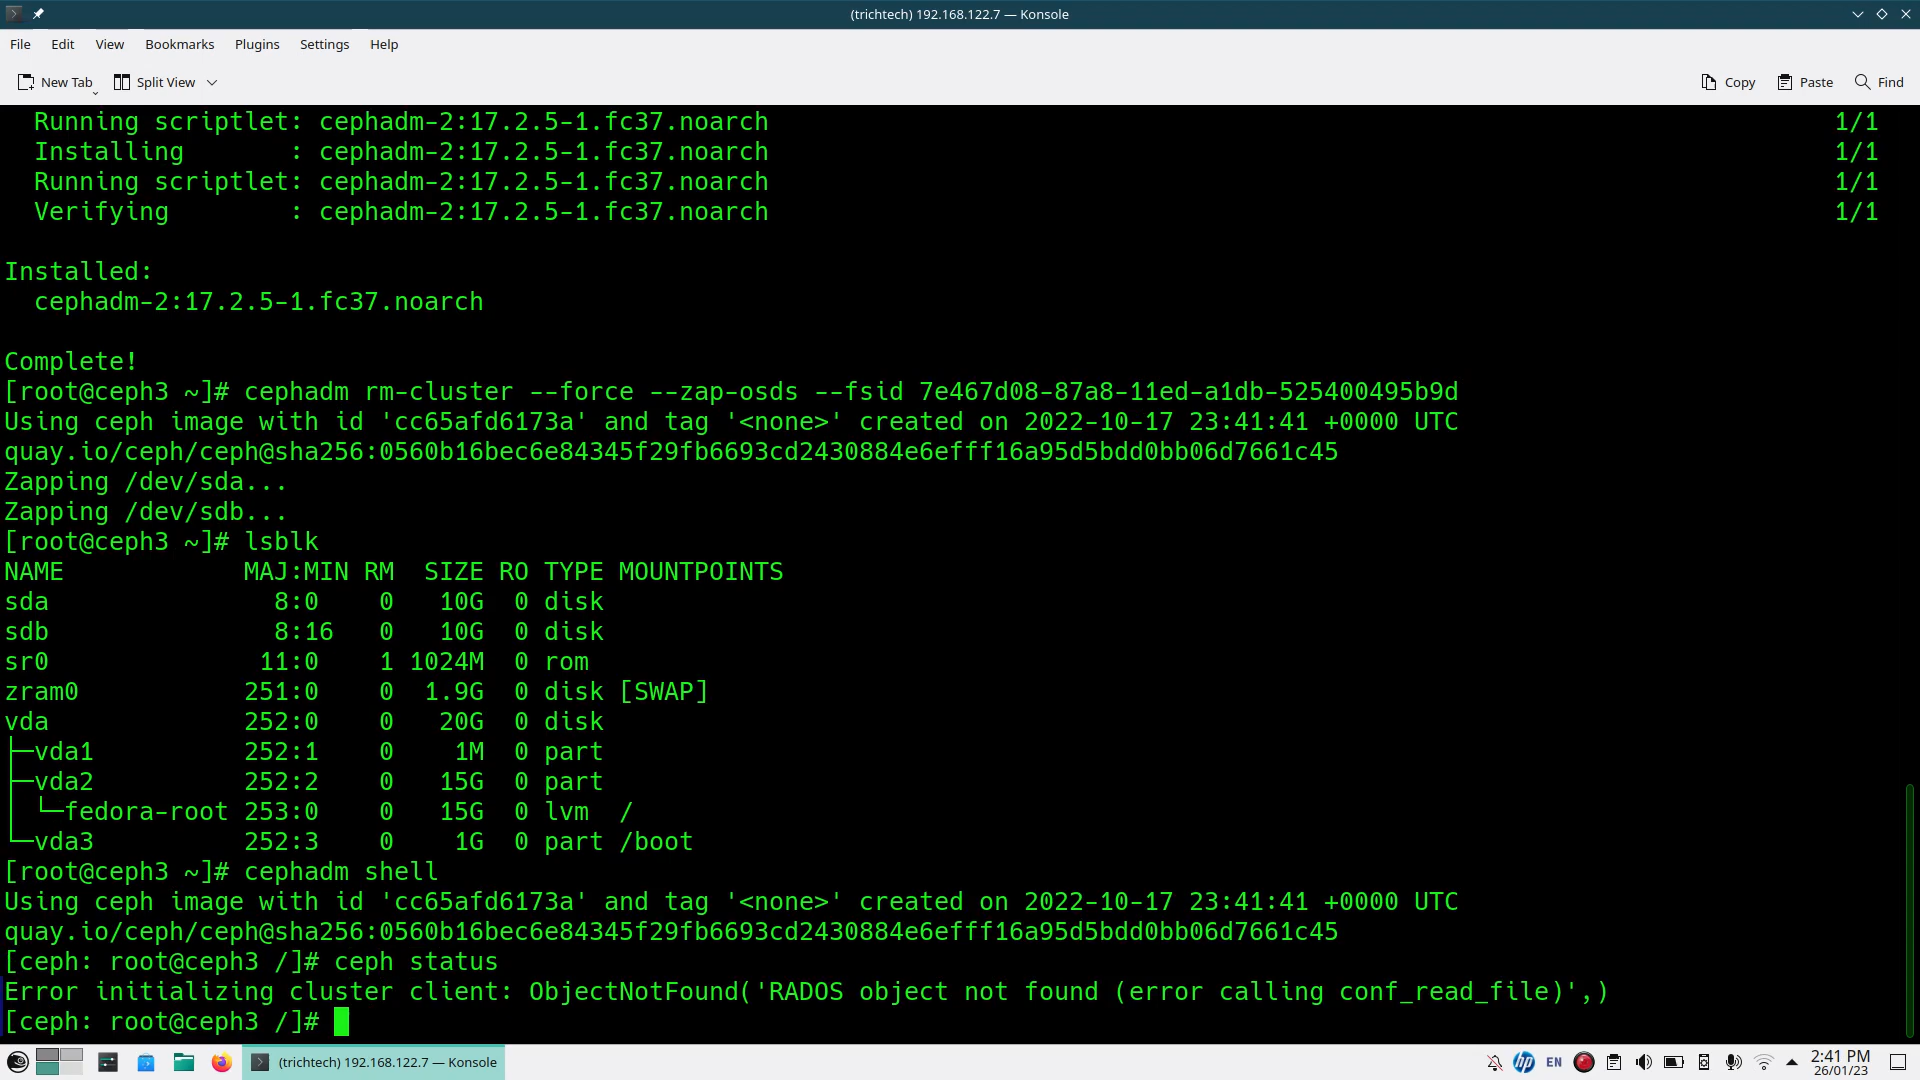 (trichtech) 192.168.122.7 — Konsole
File Edit View Bookmarks Plugins Settings Help
New Tab Split View Copy Paste Find
Running scriptlet: cephadm-2:17.2.5-1.fc37.noarch 1/1
Installing : cephadm-2:17.2.5-1.fc37.noarch 1/1
Running scriptlet: cephadm-2:17.2.5-1.fc37.noarch 1/1
Verifying : cephadm-2:17.2.5-1.fc37.noarch 1/1
Installed:
cephadm-2:17.2.5-1.fc37.noarch
Complete!
[root@ceph3 ~]# cephadm rm-cluster --force --zap-osds --fsid 7e467d08-87a8-11ed-a1db-525400495b9d
Using ceph image with id 'cc65afd6173a' and tag '<none>' created on 2022-10-17 23:41:41 +0000 UTC
quay.io/ceph/ceph@sha256:0560b16bec6e84345f29fb6693cd2430884e6efff16a95d5bdd0bb06d7661c45
Zapping /dev/sda...
Zapping /dev/sdb...
[root@ceph3 ~]# lsblk
NAME MAJ:MIN RM SIZE RO TYPE MOUNTPOINTS
sda 8:0 0 10G 0 disk
sdb 8:16 0 10G 0 disk
sr0 11:0 1 1024M 0 rom
zram0 251:0 0 1.9G 0 disk [SWAP]
vda 252:0 0 20G 0 disk
├─vda1 252:1 0 1M 0 part
├─vda2 252:2 0 15G 0 part
│ └─fedora-root 253:0 0 15G 0 lvm /
└─vda3 252:3 0 1G 0 part /boot
[root@ceph3 ~]# cephadm shell
Using ceph image with id 'cc65afd6173a' and tag '<none>' created on 2022-10-17 23:41:41 +0000 UTC
quay.io/ceph/ceph@sha256:0560b16bec6e84345f29fb6693cd2430884e6efff16a95d5bdd0bb06d7661c45
[ceph: root@ceph3 /]# ceph status
Error initializing cluster client: ObjectNotFound('RADOS object not found (error calling conf_read_file)',)
[ceph: root@ceph3 /]#
(trichtech) 192.168.122.7 — Konsole hp EN 2:41 PM
26/01/23